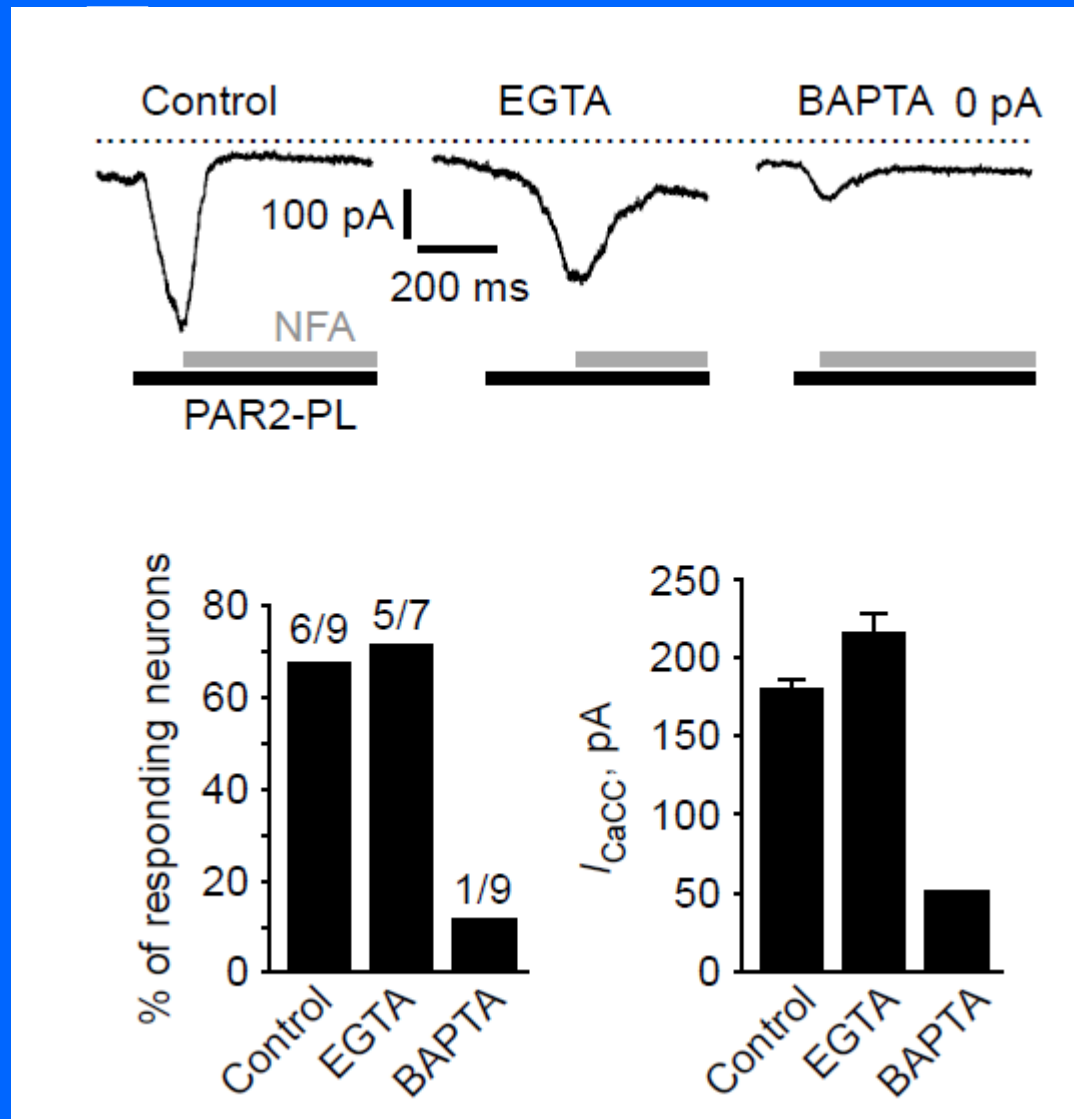 Control EGTA BAPTA 0 pA
100 pA
200 ms
NFA
PAR2-PL
% of responding neurons
80
60
40
20
0
6/9
5/7
1/9
Control
EGTA
BAPTA
I CaCC, pA
250
200
150
100
50
0
Control
EGTA
BAPTA